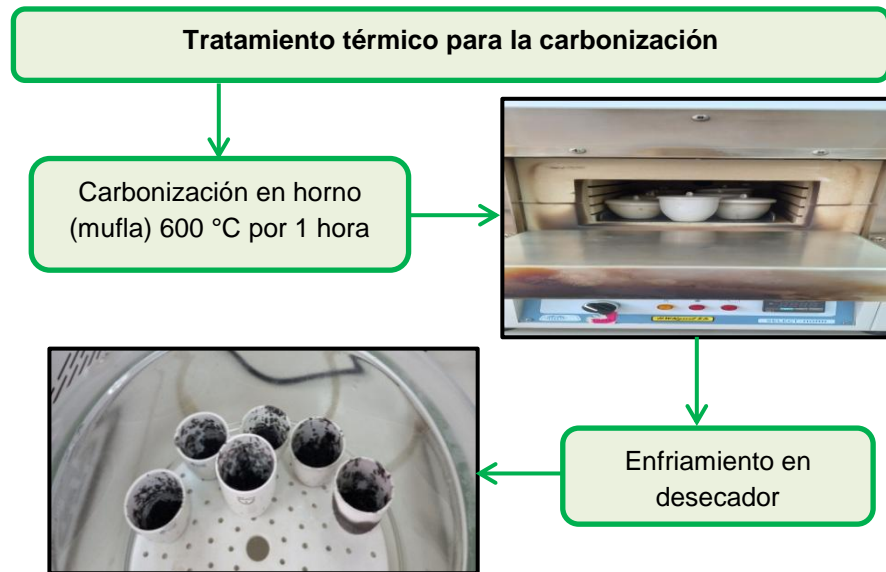 Tratamiento térmico para la carbonización
Carbonización en horno
(mufla) 600 °C por 1 hora
Enfriamiento en
desecador